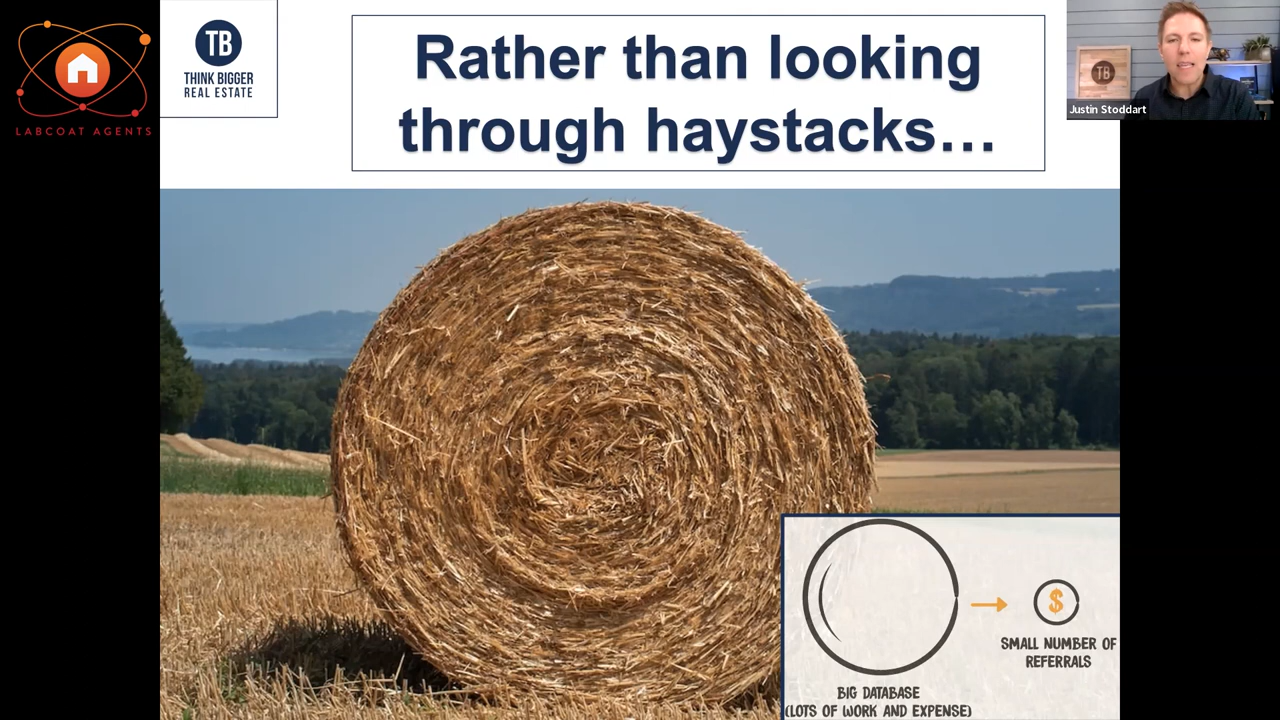 LABCOAT AGENTS
TB
THINK BIGGER
REAL ESTATE
Rather than looking
through haystacks…
TB
Justin Stoddart
$
SMALL NUMBER OF
REFERRALS
BIG DATABASE
(LOTS OF WORK AND EXPENSE)